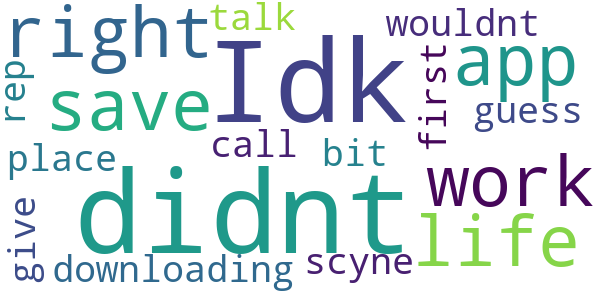 talk wouldnt
right Idk first app
rep save guess
place call bit work
give didnt life
downloading scyne